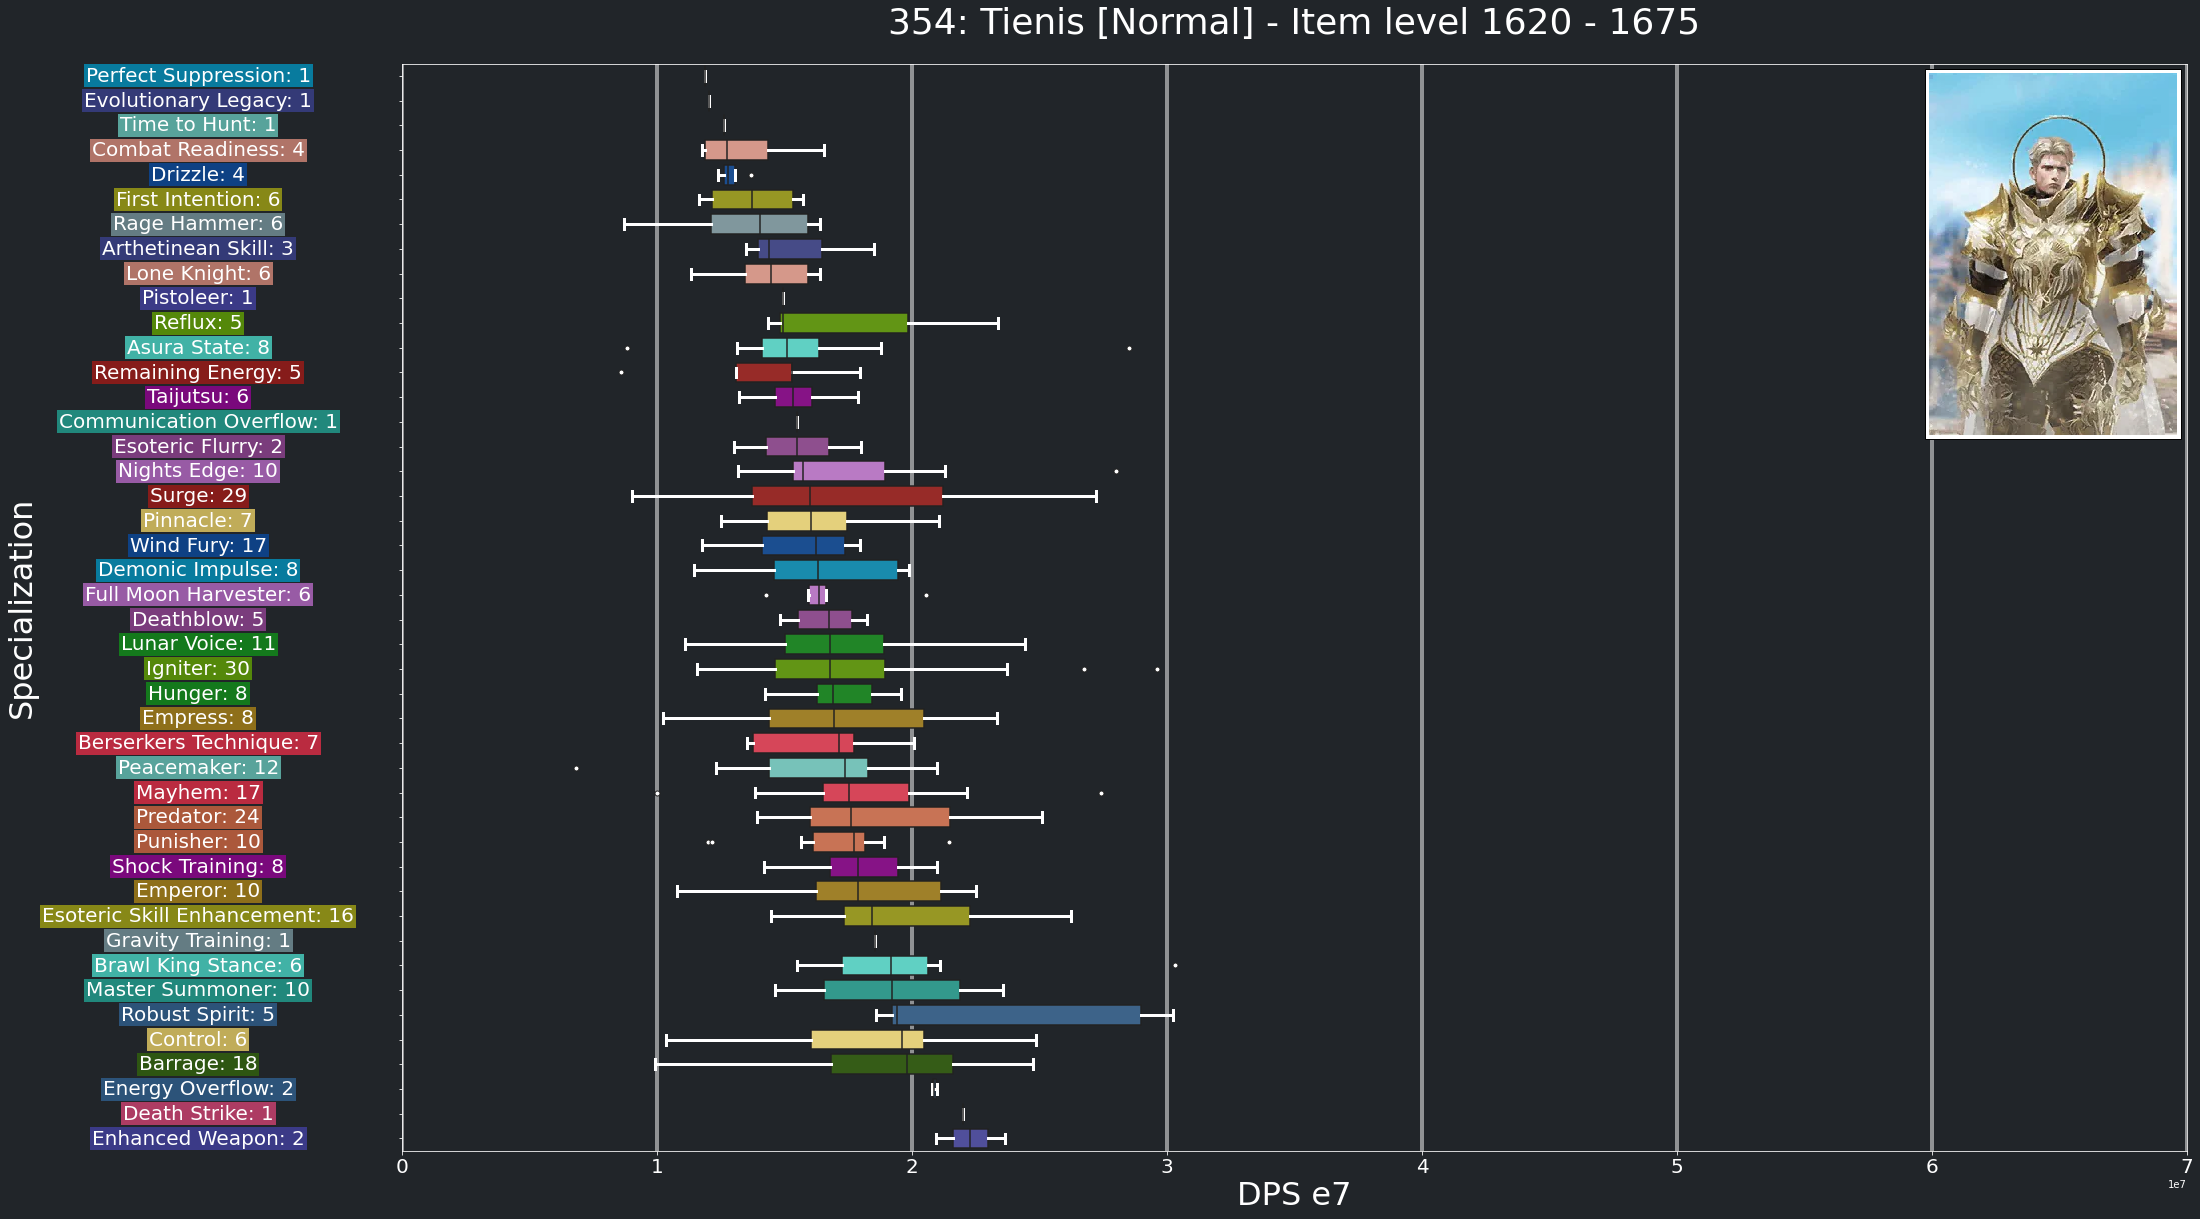 354: Tienis [Normal] - Item level 1620 - 1675
Specialization
Perfect Suppression: 1
Evolutionary Legacy: 1
Time to Hunt: 1
Combat Readiness: 4
Drizzle: 4
First Intention: 6
Rage Hammer: 6
Arthetinean Skill: 3
Lone Knight: 6
Pistoleer: 1
Reflux: 5
Asura State: 8
Remaining Energy: 5
Taijutsu: 6
Communication Overflow: 1
Esoteric Flurry: 2
Nights Edge: 10
Surge: 29
Pinnacle: 7
Wind Fury: 17
Demonic Impulse: 8
Full Moon Harvester: 6
Deathblow: 5
Lunar Voice: 11
Igniter: 30
Hunger: 8
Empress: 8
Berserkers Technique: 7
Peacemaker: 12
Mayhem: 17
Predator: 24
Punisher: 10
Shock Training: 8
Emperor: 10
Esoteric Skill Enhancement: 16
Gravity Training: 1
Brawl King Stance: 6
Master Summoner: 10
Robust Spirit: 5
Control: 6
Barrage: 18
Energy Overflow: 2
Death Strike: 1
Enhanced Weapon: 2
0 1 2 3 4 5 6 7
1e7
DPS e7